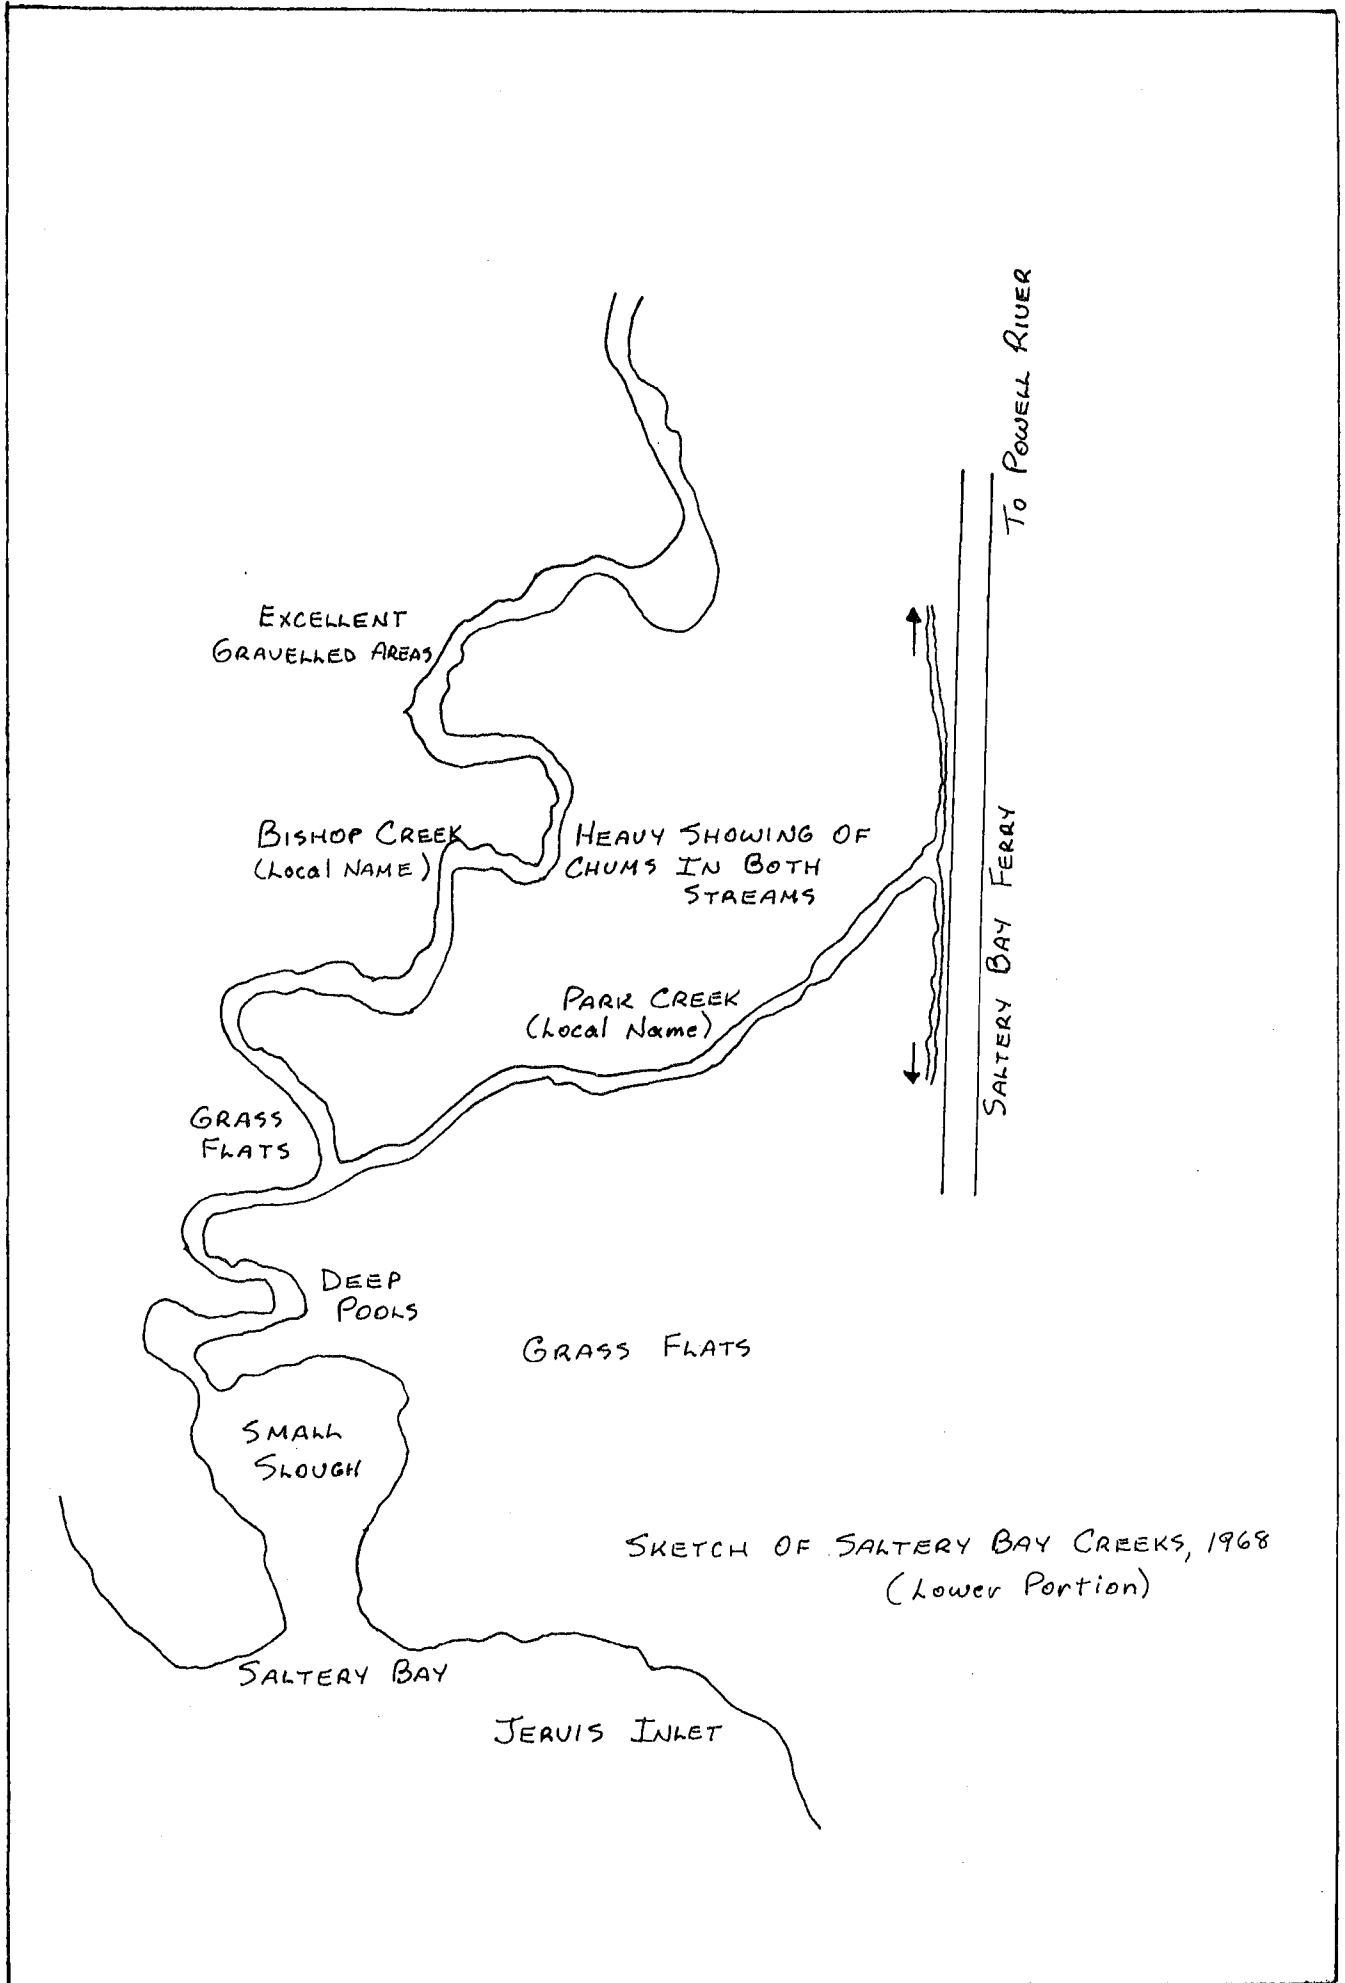 To Powell River
Excellent
Gravelled Areas
Bishop Creek
(Local Name)
Heavy Showing of
Chums In Both
Streams
Saltery Bay Ferry
Park Creek
(Local Name)
Grass
Flats
Deep
Pools
Grass Flats
Small
Slough
Sketch of Saltery Bay Creeks, 1968
(Lower Portion)
Saltery Bay
Jervis Inlet